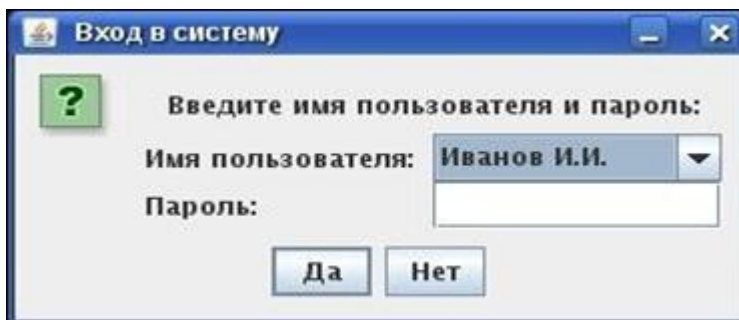 Вход в систему
?
Введите имя пользователя и пароль:
Имя пользователя: Иванов И.И.
Пароль:
Да Нет